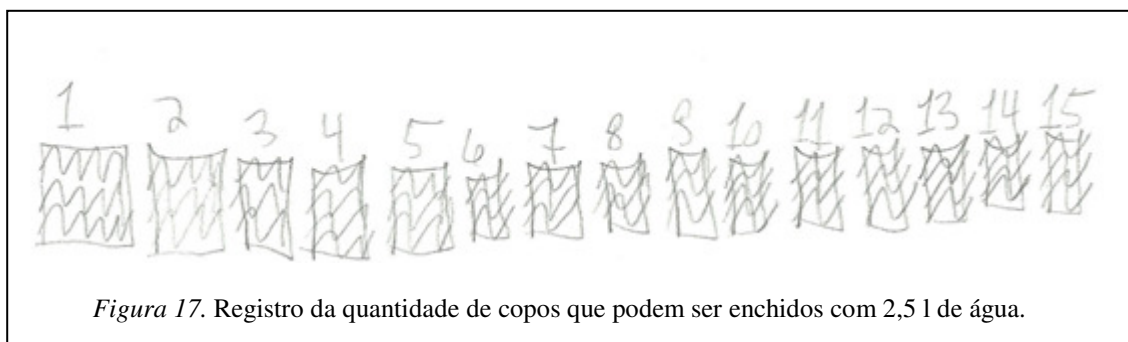 1 2 3 4 5 6 7 8 9 10 11 12 13 14 15
Figura 17. Registro da quantidade de copos que podem ser enchidos com 2,5 l de água.